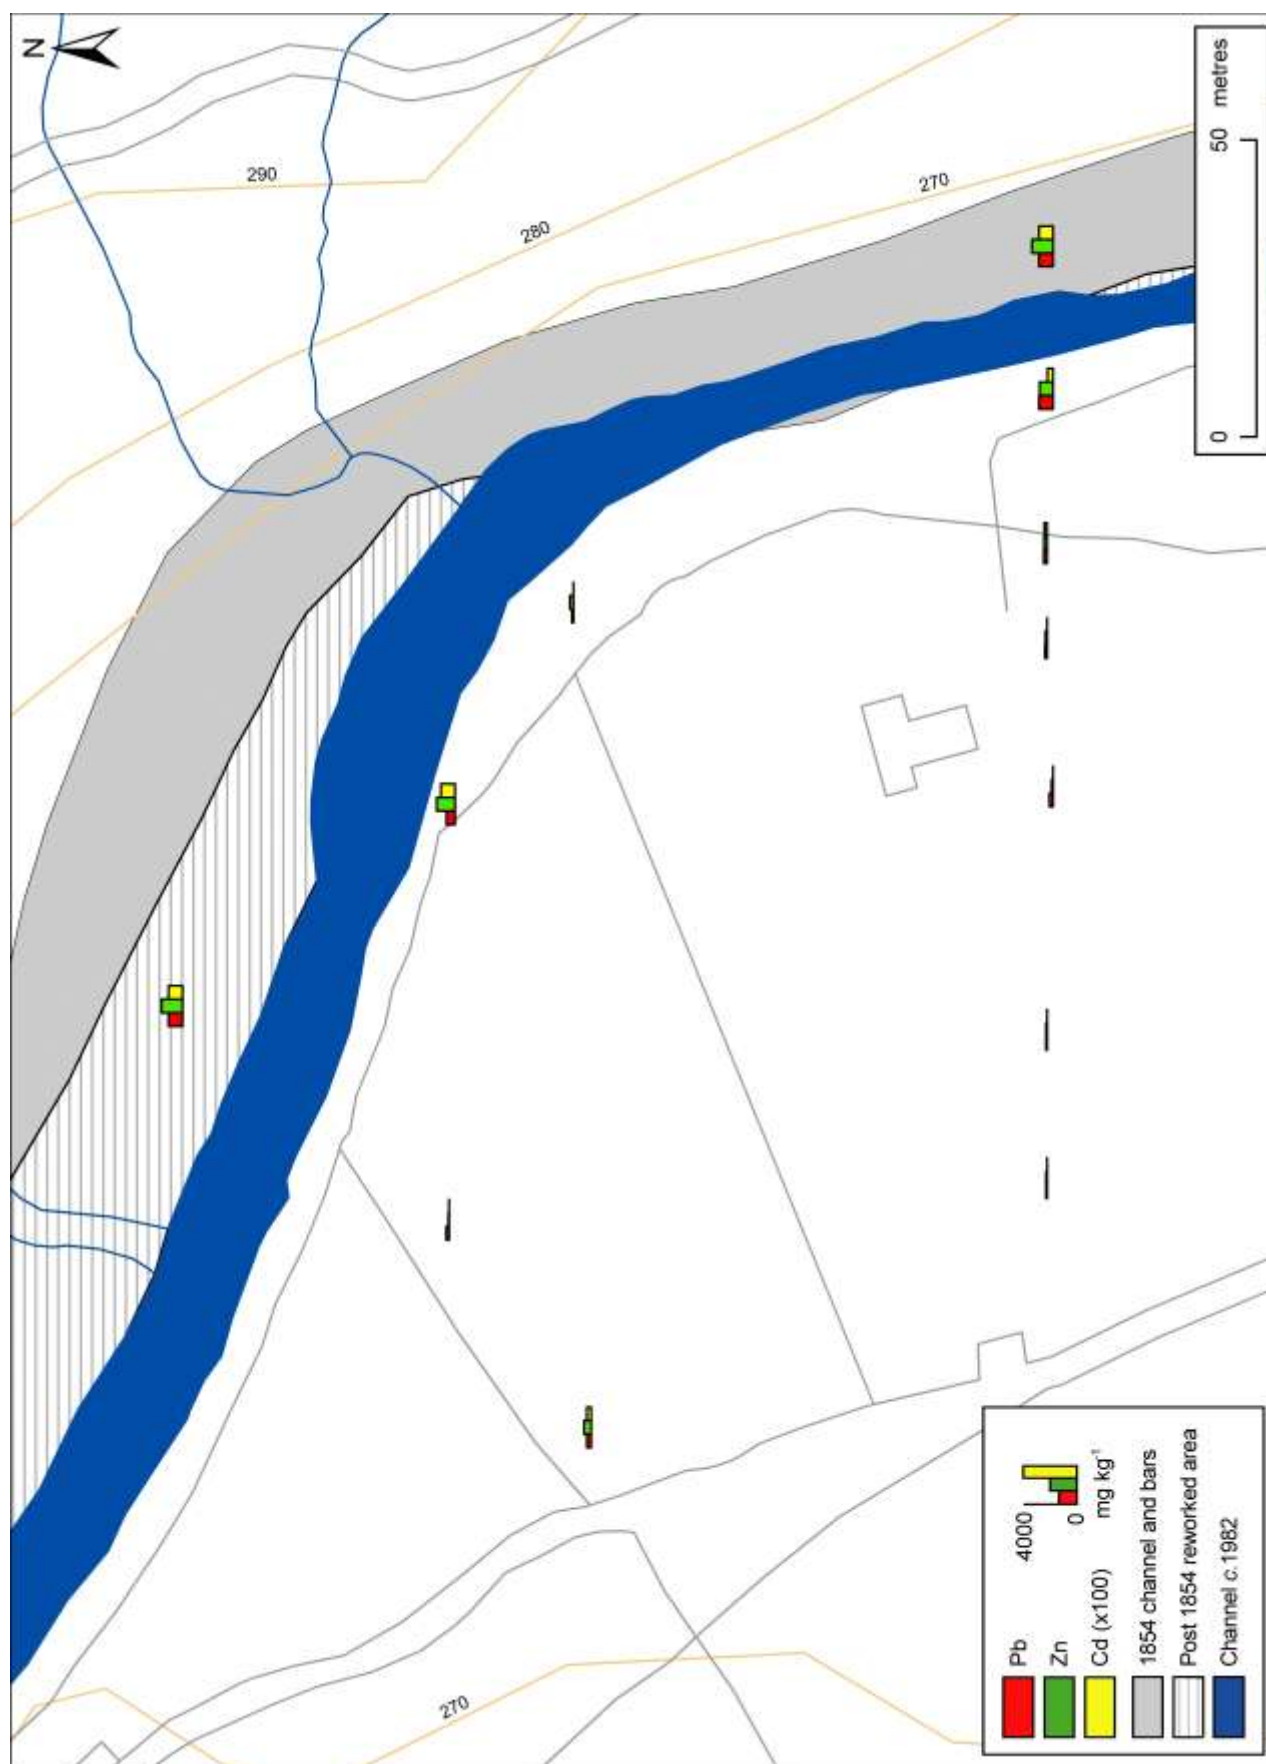 N
290
280
270
270
0 50 metres
Pb
Zn
Cd (x100)
4000
0
mg kg-1
1854 channel and bars
Post 1854 reworked area
Channel c.1982